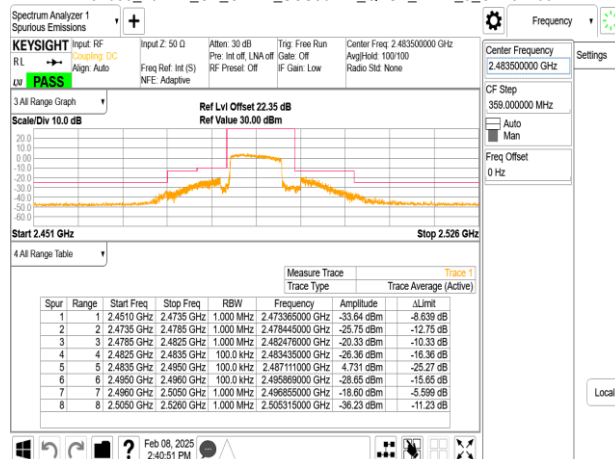 Spectrum Analyzer 1
Spurious Emissions
Frequency
Settings
KEYSIGHT
Input: RF
Coupling: DC
Align: Auto
Input Z: 50 Ω
Freq Ref: Int (S)
NFE: Adaptive
Atten: 30 dB
Pre: Int off, LNA off
RF Presel: Off
Trig: Free Run
Gate: Off
IF Gain: Low
Center Freq: 2.483500000 GHz
Avg|Hold: 100/100
Radio Std: None
R L
LXI
PASS
Center Frequency
2.483500000 GHz
CF Step
359.000000 MHz
Auto
Man
Freq Offset
0 Hz
3 All Range Graph
Scale/Div 10.0 dB
Ref Lvl Offset 22.35 dB
Ref Value 30.00 dBm
20.0
10.0
0.00
-10.0
-20.0
-30.0
-40.0
-50.0
-60.0
Start 2.451 GHz
Stop 2.526 GHz
4 All Range Table
Measure Trace Trace 1
Trace Type Trace Average (Active)
Spur Range Start Freq Stop Freq RBW Frequency Amplitude ΔLimit
1 1 2.4510 GHz 2.4735 GHz 1.000 MHz 2.473365000 GHz -33.64 dBm -8.639 dB
2 2 2.4735 GHz 2.4785 GHz 1.000 MHz 2.478445000 GHz -25.75 dBm -12.75 dB
3 3 2.4785 GHz 2.4825 GHz 1.000 MHz 2.482476000 GHz -20.33 dBm -10.33 dB
4 4 2.4825 GHz 2.4835 GHz 100.0 kHz 2.483435000 GHz -26.36 dBm -16.36 dB
5 5 2.4835 GHz 2.4950 GHz 100.0 kHz 2.487111000 GHz 4.731 dBm -25.27 dB
6 6 2.4950 GHz 2.4960 GHz 100.0 kHz 2.495869000 GHz -28.65 dBm -15.65 dB
7 7 2.4960 GHz 2.5050 GHz 1.000 MHz 2.496855000 GHz -18.60 dBm -5.599 dB
8 8 2.5050 GHz 2.5260 GHz 1.000 MHz 2.505315000 GHz -36.23 dBm -11.23 dB
Local
?
Feb 08, 2025
2:40:51 PM